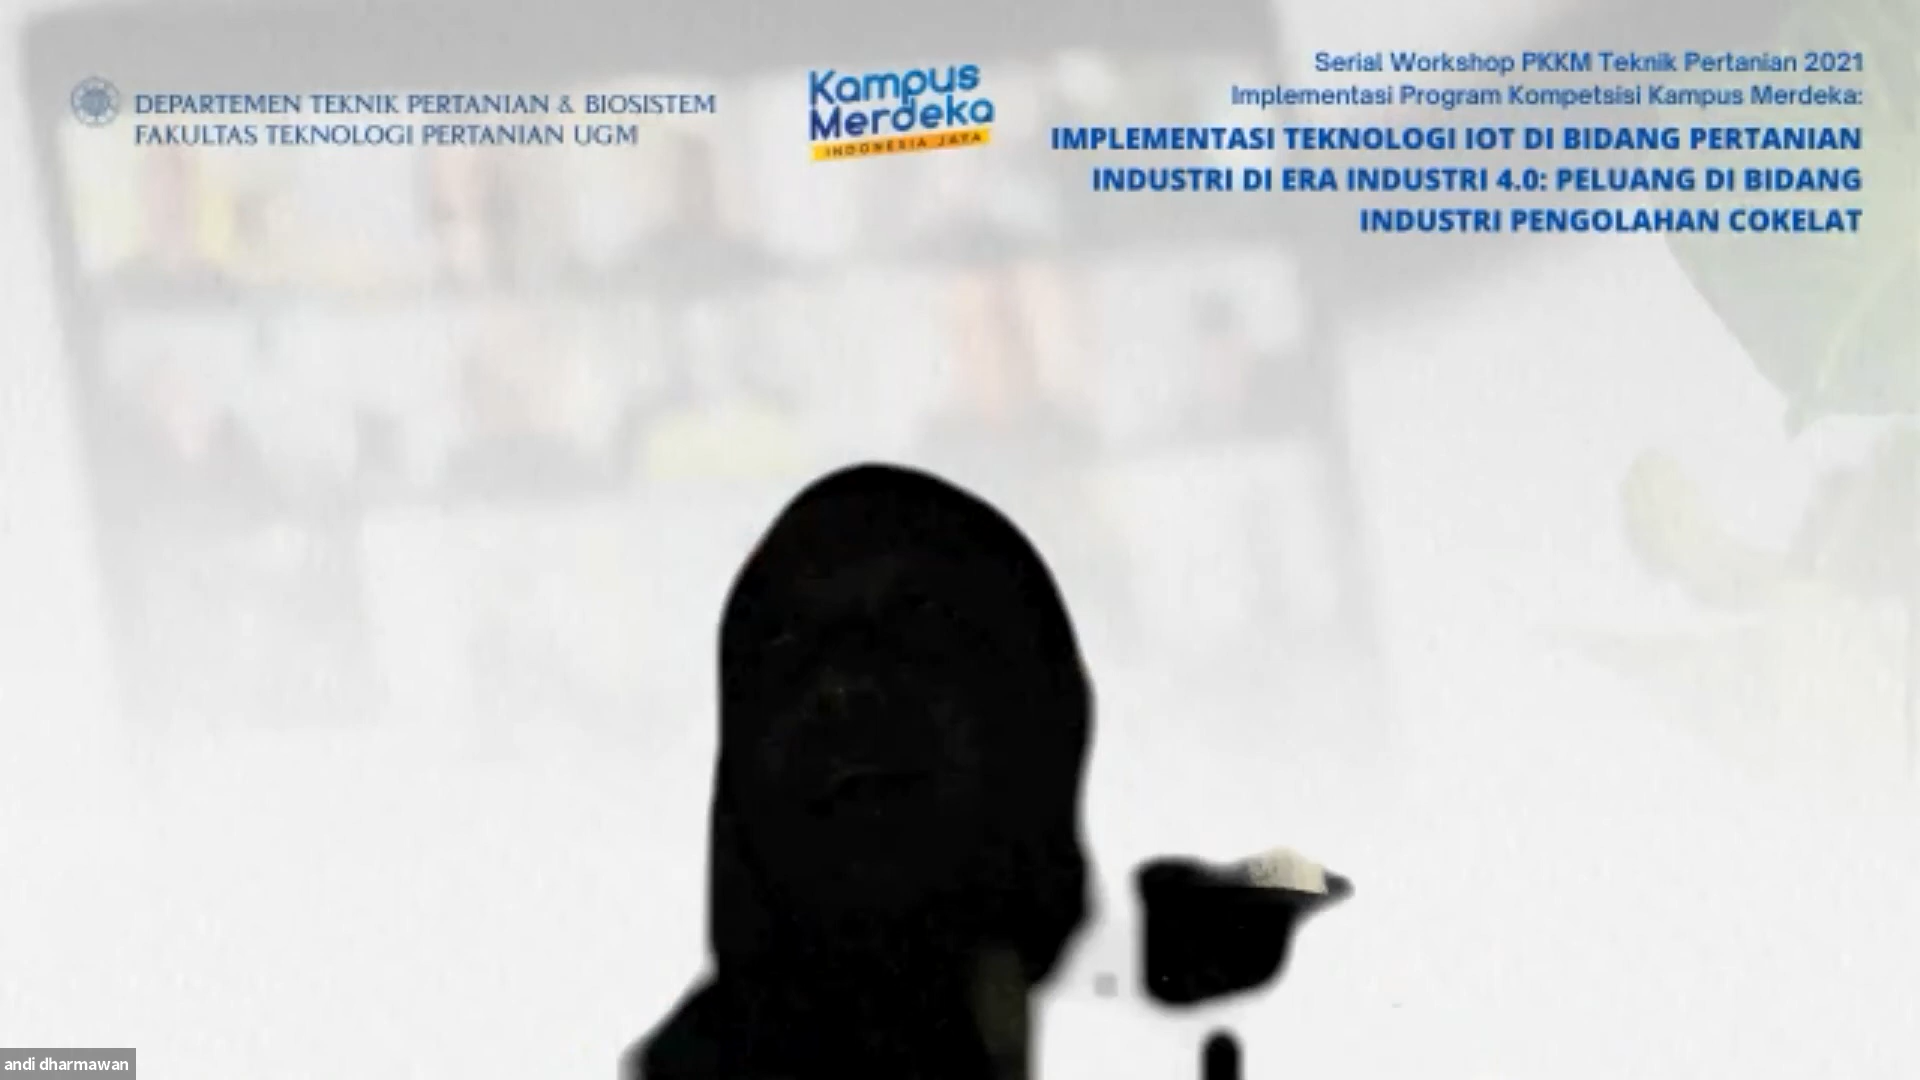 DEPARTEMEN TEKNIK PERTANIAN & BIOSISTEM
FAKULTAS TEKNOLOGI PERTANIAN UGM
Kampus
Merdeka
INDONESIA JAYA
Serial Workshop PKKM Teknik Pertanian 2021
Implementasi Program Kompetsisi Kampus Merdeka:
IMPLEMENTASI TEKNOLOGI IOT DI BIDANG PERTANIAN
INDUSTRI DI ERA INDUSTRI 4.0: PELUANG DI BIDANG
INDUSTRI PENGOLAHAN COKELAT
andi dharmawan